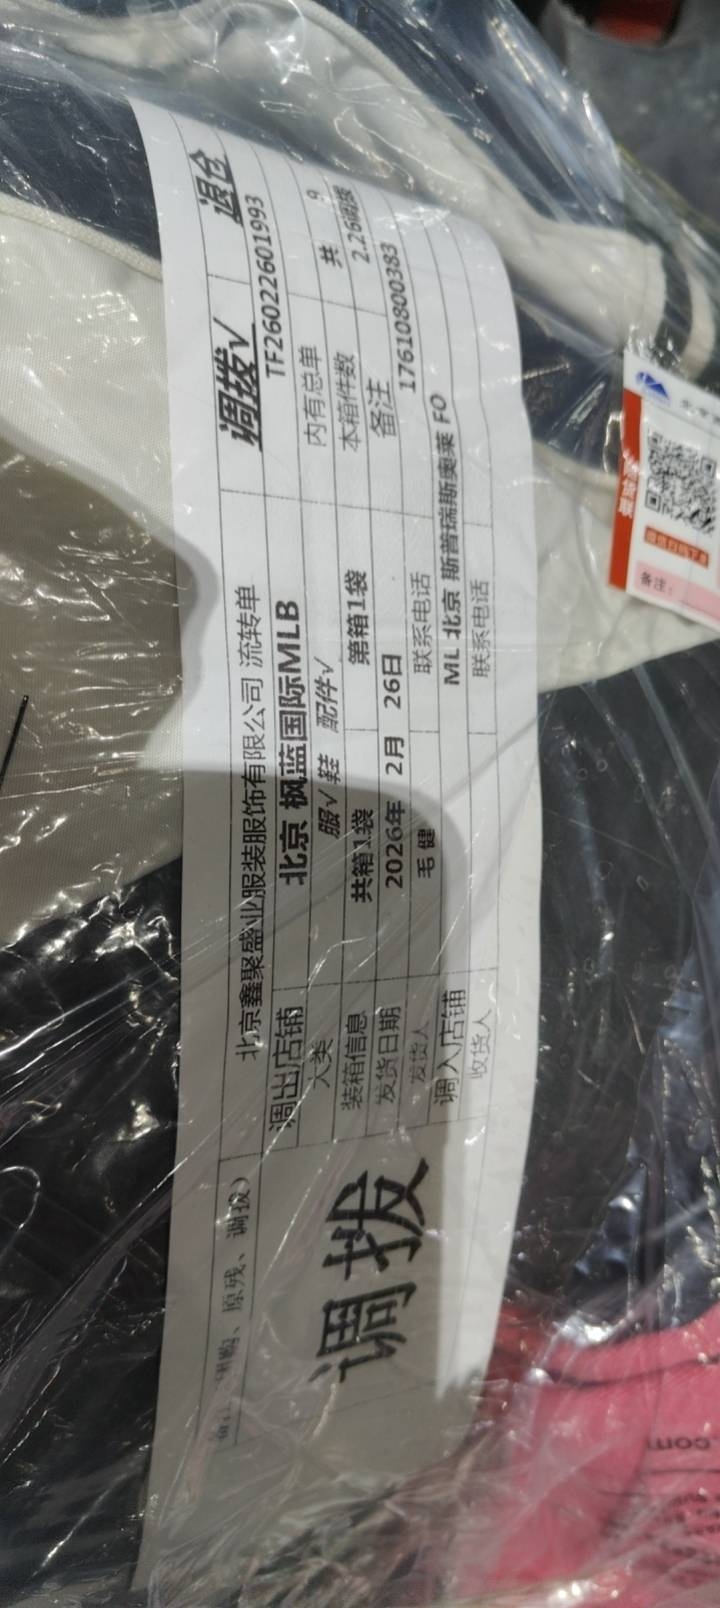 调拨√ 退仓
北京鑫聚盛业服装服饰有限公司 流转单
TF26022601993
调出店铺 北京 枫蓝国际MLB
内有总单
大类 服√ 鞋 配件√
本箱件数 共 9
装箱信息 共箱1袋 第箱1袋
备注 2.26调拨
发货日期 2026年 2月 26日
发货人 毛 健 联系电话 17610800383
调入店铺 ML 北京 斯普瑞斯奥莱 FO
收货人 联系电话
原残、调拨）
调拨
备注：
.com